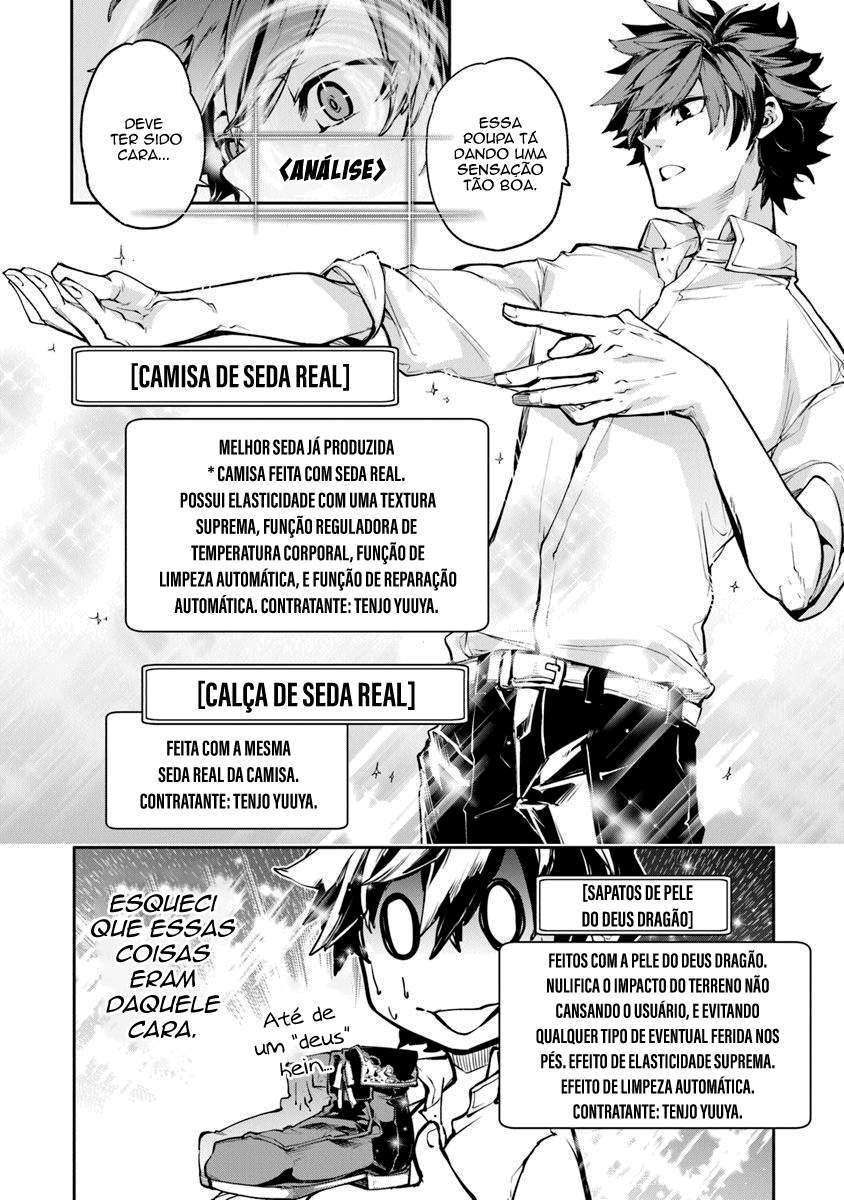 ESSA
ROUPA TÁ
DANDO UMA
SENSAÇÃO
TÃO BOA.
<ANÁLISE>
DEVE
TER SIDO
CARA...
[CAMISA DE SEDA REAL]
MELHOR SEDA JÁ PRODUZIDA
* CAMISA FEITA COM SEDA REAL.
POSSUI ELASTICIDADE COM UMA TEXTURA
SUPREMA, FUNÇÃO REGULADORA DE
TEMPERATURA CORPORAL, FUNÇÃO DE
LIMPEZA AUTOMÁTICA, E FUNÇÃO DE REPARAÇÃO
AUTOMÁTICA. CONTRATANTE: TENJO YUUYA.
[CALÇA DE SEDA REAL]
FEITA COM A MESMA
SEDA REAL DA CAMISA.
CONTRATANTE: TENJO YUUYA.
[SAPATOS DE PELE
DO DEUS DRAGÃO]
FEITOS COM A PELE DO DEUS DRAGÃO.
NULIFICA O IMPACTO DO TERRENO NÃO
CANSANDO O USUÁRIO, E EVITANDO
QUALQUER TIPO DE EVENTUAL FERIDA NOS
PÉS. EFEITO DE ELASTICIDADE SUPREMA.
EFEITO DE LIMPEZA AUTOMÁTICA.
CONTRATANTE: TENJO YUUYA.
ESQUECI
QUE ESSAS
COISAS
ERAM
DAQUELE
CARA.
Até de
um "deus"
hein...